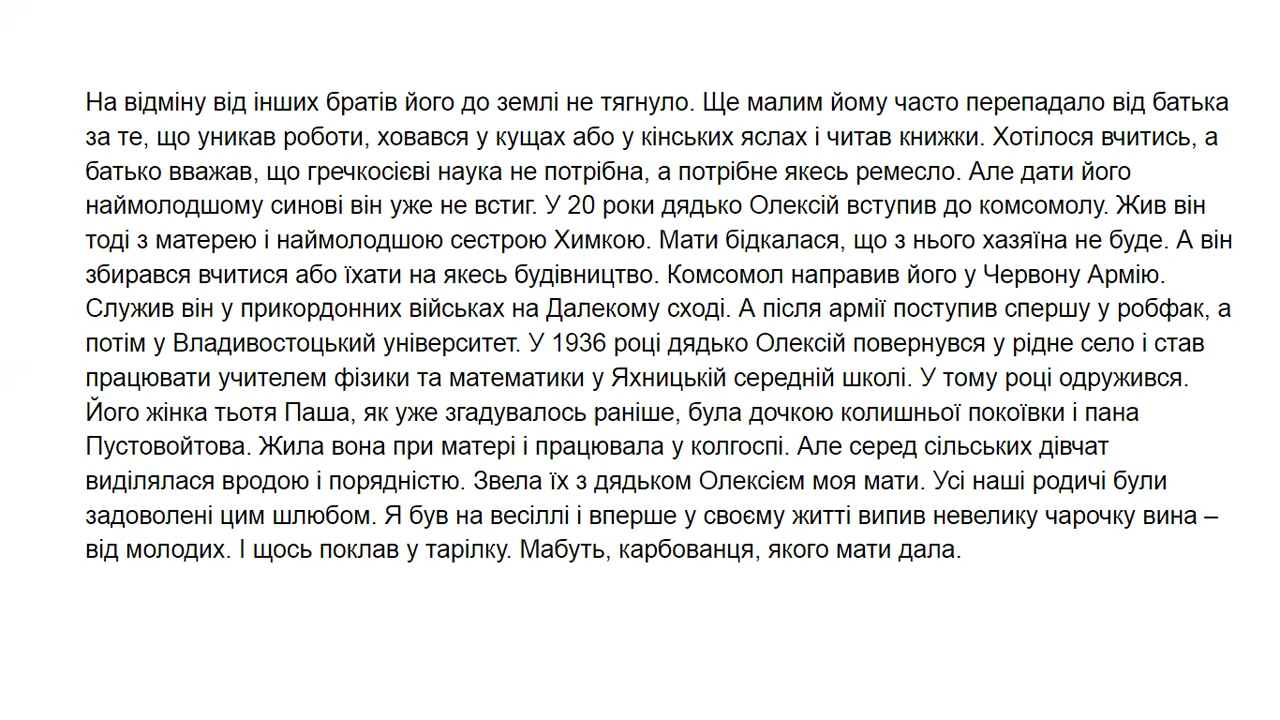 На відміну від інших братів його до землі не тягнуло. Ще малим йому часто перепадало від батька
за те, що уникав роботи, ховався у кущах або у кінських яслах і читав книжки. Хотілося вчитись, а
батько вважав, що гречкосієві наука не потрібна, а потрібне якесь ремесло. Але дати його
наймолодшому синові він уже не встиг. У 20 роки дядько Олексій вступив до комсомолу. Жив він
тоді з матерею і наймолодшою сестрою Химкою. Мати бідкалася, що з нього хазяїна не буде. А він
збирався вчитися або їхати на якесь будівництво. Комсомол направив його у Червону Армію.
Служив він у прикордонних військах на Далекому сході. А після армії поступив спершу у робфак, а
потім у Владивостоцький університет. У 1936 році дядько Олексій повернувся у рідне село і став
працювати учителем фізики та математики у Яхницькій середній школі. У тому році одружився.
Його жінка тьотя Паша, як уже згадувалось раніше, була дочкою колишньої покоївки і пана
Пустовойтова. Жила вона при матері і працювала у колгоспі. Але серед сільських дівчат
виділялася вродою і порядністю. Звела їх з дядьком Олексієм моя мати. Усі наші родичі були
задоволені цим шлюбом. Я був на весіллі і вперше у своєму житті випив невелику чарочку вина –
від молодих. І щось поклав у тарілку. Мабуть, карбованця, якого мати дала.